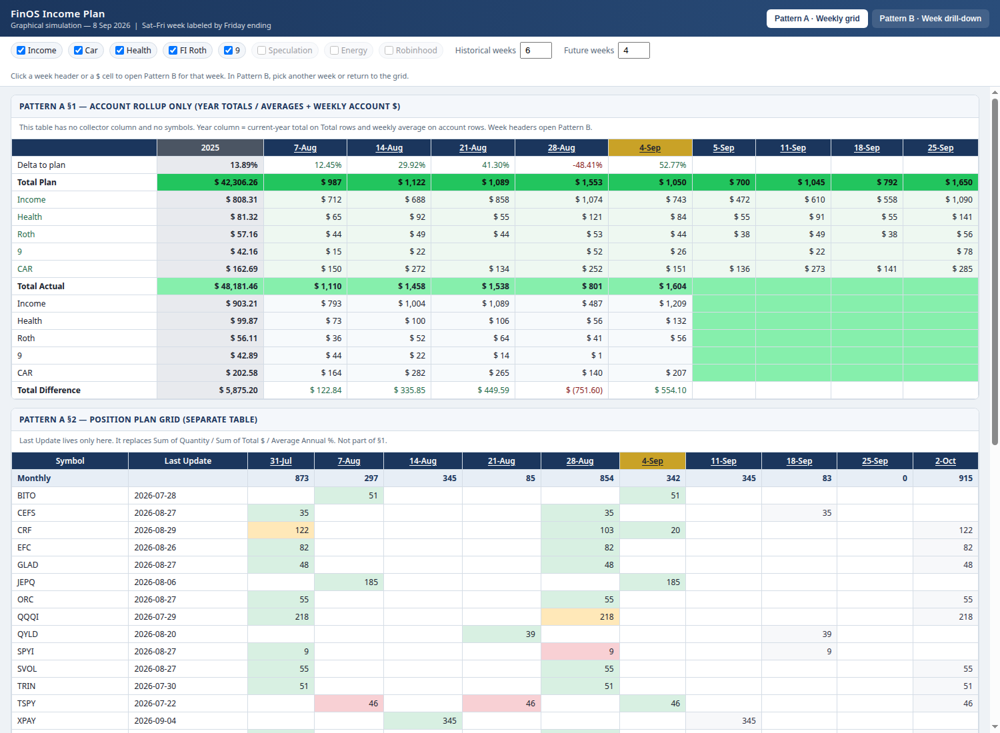 FinOS Income Plan
Graphical simulation — 8 Sep 2026 | Sat–Fri week labeled by Friday ending
Pattern A · Weekly grid
Pattern B · Week drill-down
Income Car Health FI Roth 9 Speculation Energy Robinhood Historical weeks 6 Future weeks 4
Click a week header or a $ cell to open Pattern B for that week. In Pattern B, pick another week or return to the grid.
PATTERN A §1 — ACCOUNT ROLLUP ONLY (YEAR TOTALS / AVERAGES + WEEKLY ACCOUNT $)
This table has no collector column and no symbols. Year column = current-year total on Total rows and weekly average on account rows. Week headers open Pattern B.
2025 7-Aug 14-Aug 21-Aug 28-Aug 4-Sep 5-Sep 11-Sep 18-Sep 25-Sep
Delta to plan 13.89% 12.45% 29.92% 41.30% -48.41% 52.77%
Total Plan $ 42,306.26 $ 987 $ 1,122 $ 1,089 $ 1,553 $ 1,050 $ 700 $ 1,045 $ 792 $ 1,650
Income $ 808.31 $ 712 $ 688 $ 858 $ 1,074 $ 743 $ 472 $ 610 $ 558 $ 1,090
Health $ 81.32 $ 65 $ 92 $ 55 $ 121 $ 84 $ 55 $ 91 $ 55 $ 141
Roth $ 57.16 $ 44 $ 49 $ 44 $ 53 $ 44 $ 38 $ 49 $ 38 $ 56
9 $ 42.16 $ 15 $ 22 $ 52 $ 26 $ 22 $ 78
CAR $ 162.69 $ 150 $ 272 $ 134 $ 252 $ 151 $ 136 $ 273 $ 141 $ 285
Total Actual $ 48,181.46 $ 1,110 $ 1,458 $ 1,538 $ 801 $ 1,604
Income $ 903.21 $ 793 $ 1,004 $ 1,089 $ 487 $ 1,209
Health $ 99.87 $ 73 $ 100 $ 106 $ 56 $ 132
Roth $ 56.11 $ 36 $ 52 $ 64 $ 41 $ 56
9 $ 42.89 $ 44 $ 22 $ 14 $ 1
CAR $ 202.58 $ 164 $ 282 $ 265 $ 140 $ 207
Total Difference $ 5,875.20 $ 122.84 $ 335.85 $ 449.59 $ (751.60) $ 554.10
PATTERN A §2 — POSITION PLAN GRID (SEPARATE TABLE)
Last Update lives only here. It replaces Sum of Quantity / Sum of Total $ / Average Annual %. Not part of §1.
Symbol Last Update 31-Jul 7-Aug 14-Aug 21-Aug 28-Aug 4-Sep 11-Sep 18-Sep 25-Sep 2-Oct
Monthly 873 297 345 85 854 342 345 83 0 915
BITO 2026-07-28 51 51
CEFS 2026-08-27 35 35 35
CRF 2026-08-29 122 103 20 122
EFC 2026-08-26 82 82 82
GLAD 2026-08-27 48 48 48
JEPQ 2026-08-06 185 185
ORC 2026-08-27 55 55 55
QQQI 2026-07-29 218 218 218
QYLD 2026-08-20 39 39
SPYI 2026-08-27 9 9 9
SVOL 2026-08-27 55 55 55
TRIN 2026-07-30 51 51 51
TSPY 2026-07-22 46 46 46 46
XPAY 2026-09-04 345 345